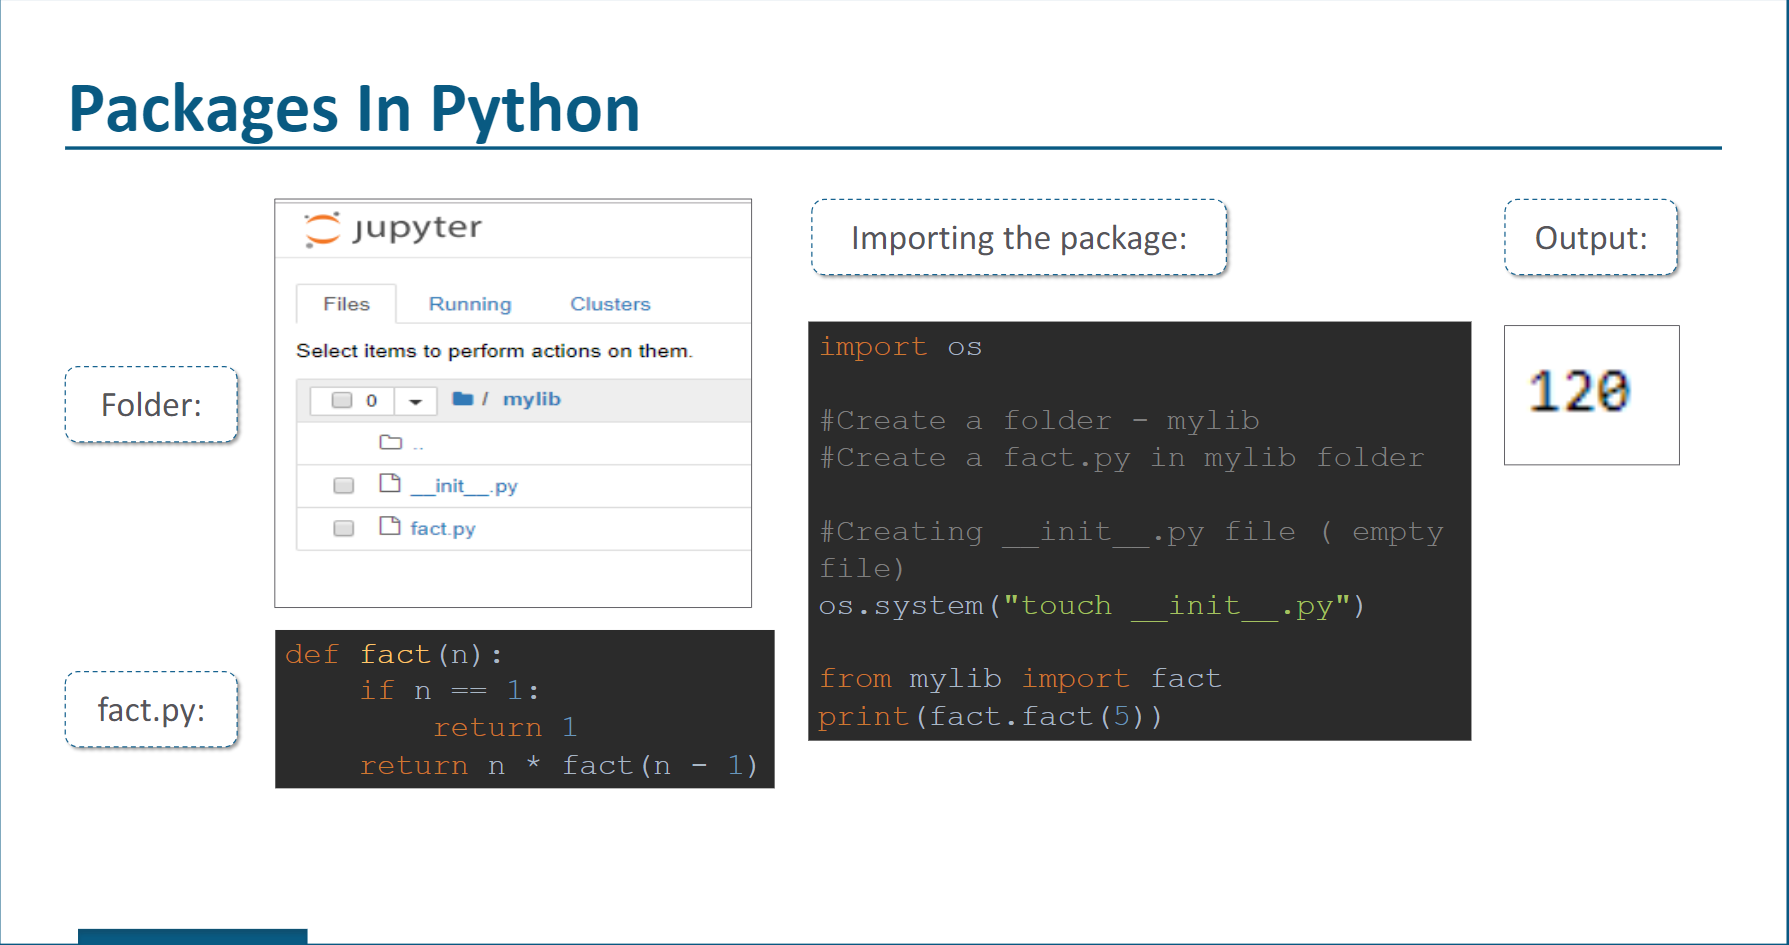 Packages In Python
Folder:
jupyter
Files Running Clusters
Select items to perform actions on them.
0 / mylib
..
__init__.py
fact.py
fact.py:
def fact(n):
    if n == 1:
        return 1
    return n * fact(n - 1)
Importing the package:
import os
#Create a folder - mylib
#Create a fact.py in mylib folder
#Creating __init__.py file ( empty
file)
os.system("touch __init__.py")
from mylib import fact
print(fact.fact(5))
Output:
120